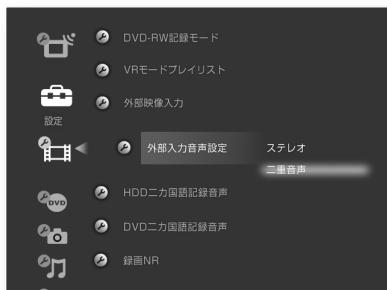 DVD-RW記録モード
VRモードプレイリスト
外部映像入力
設定
外部入力音声設定
ステレオ
二重音声
DVD
HDD二カ国語記録音声
DVD二カ国語記録音声
録画NR